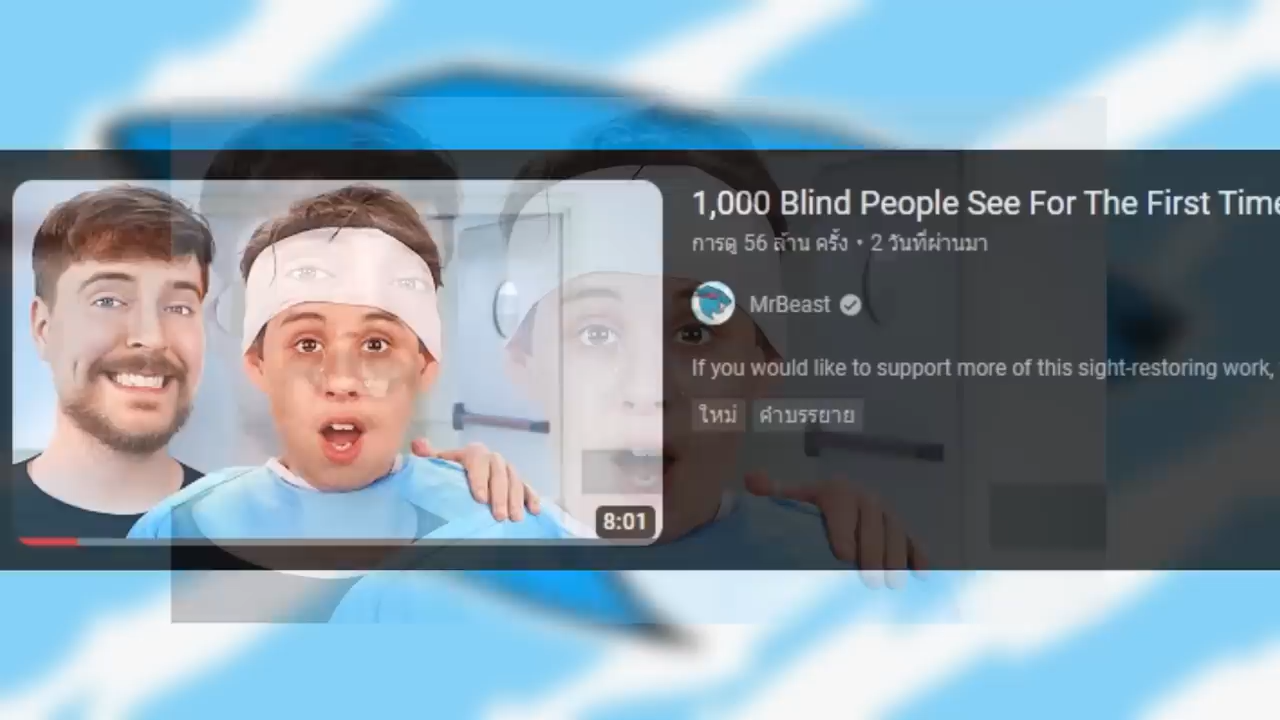 1,000 Blind People See For The First Time
การดู 56 ล้าน ครั้ง • 2 วันที่ผ่านมา
MrBeast
If you would like to support more of this sight-restoring work,
ใหม่ คำบรรยาย
8:01